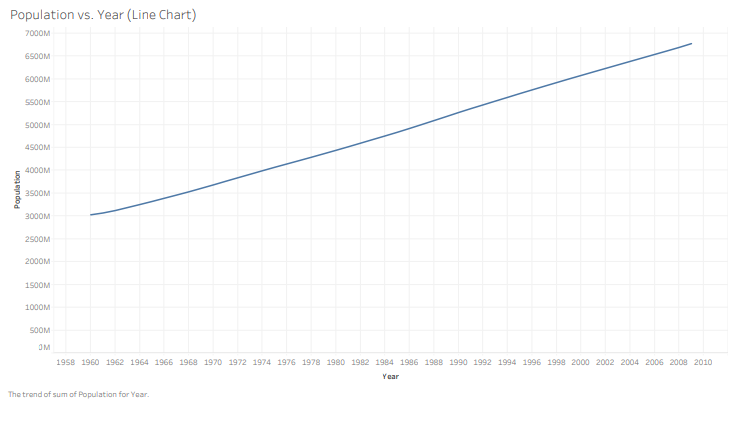 Population vs. Year (Line Chart)
7000M
6500M
6000M
5500M
5000M
4500M
4000M
3500M
3000M
2500M
2000M
1500M
1000M
500M
0M
Population
1958 1960 1962 1964 1966 1968 1970 1972 1974 1976 1978 1980 1982 1984 1986 1988 1990 1992 1994 1996 1998 2000 2002 2004 2006 2008 2010
Year
The trend of sum of Population for Year.